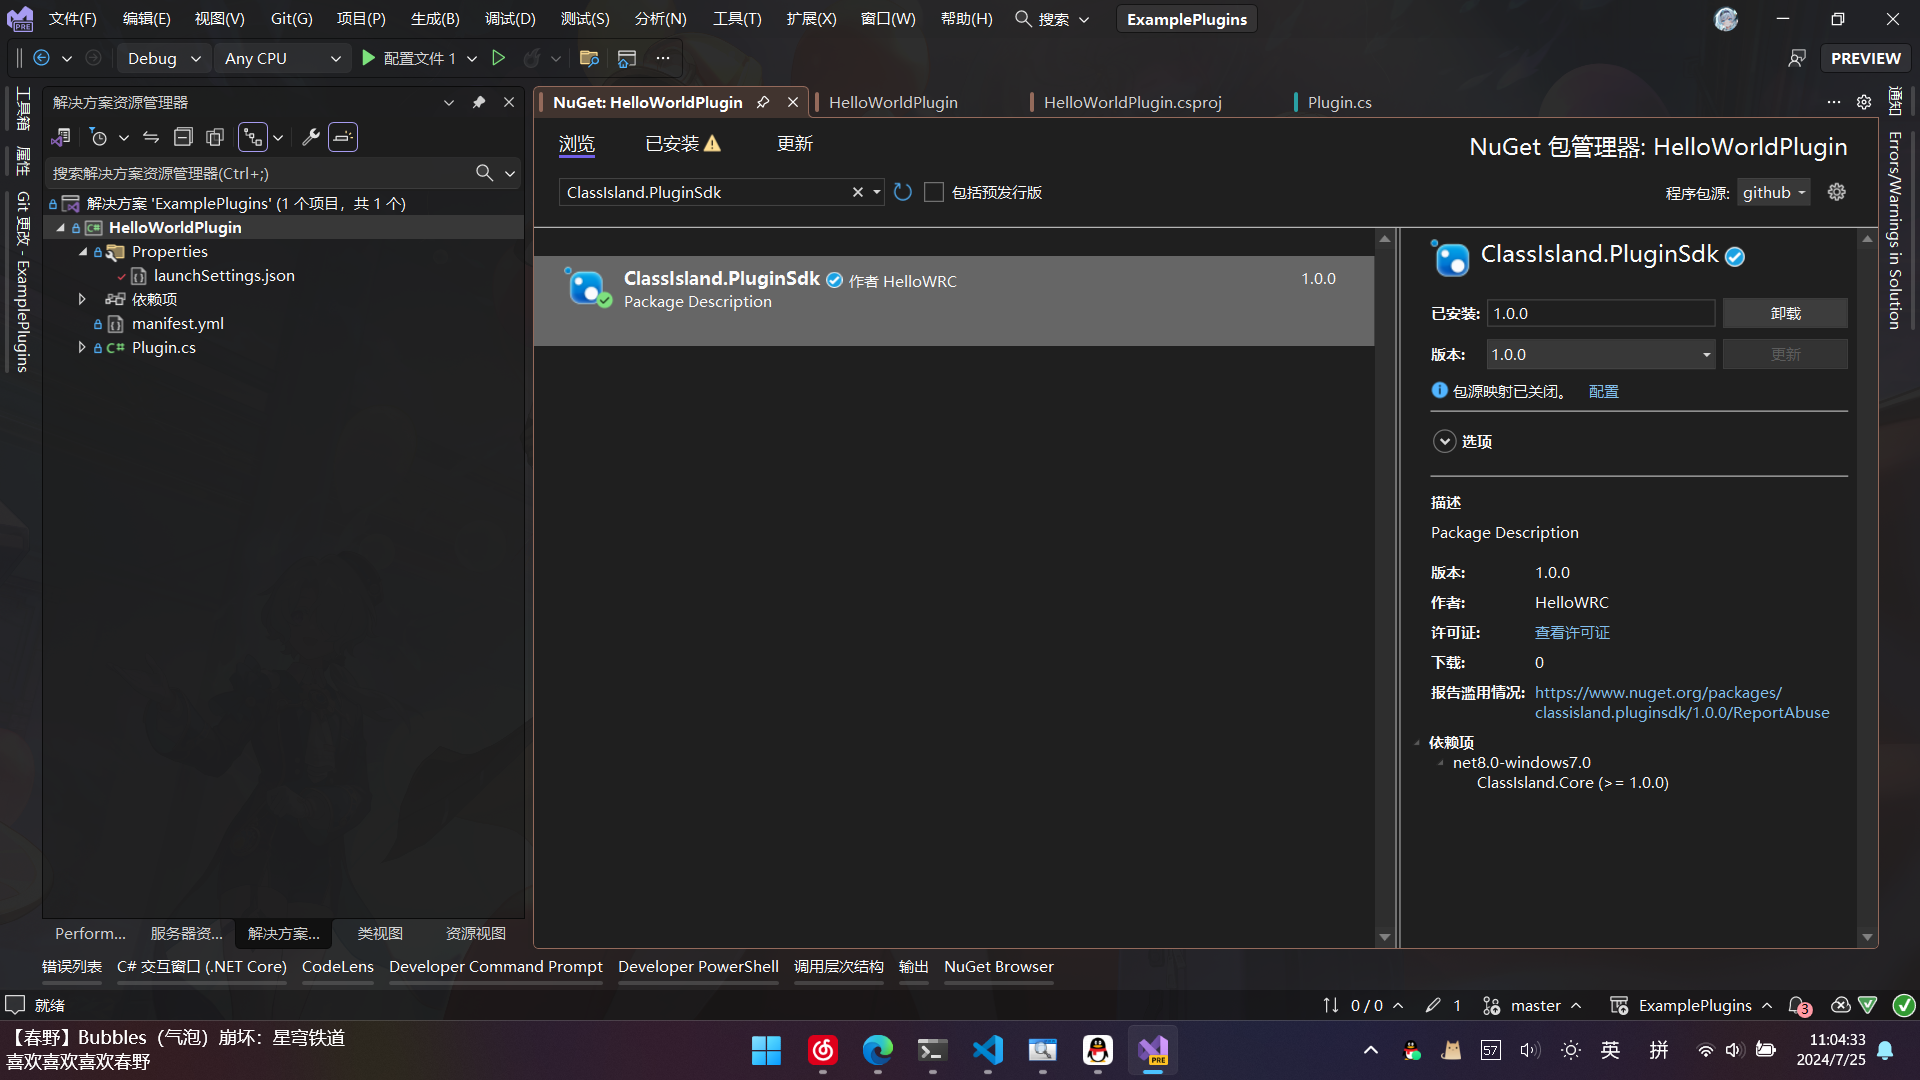 文件(F) 编辑(E) 视图(V) Git(G) 项目(P) 生成(B) 调试(D) 测试(S) 分析(N) 工具(T) 扩展(X) 窗口(W) 帮助(H) 搜索 ExamplePlugins
Debug Any CPU 配置文件 1 PREVIEW
工具箱
属性
Git 更改 - ExamplePlugins
解决方案资源管理器
搜索解决方案资源管理器(Ctrl+;)
解决方案 'ExamplePlugins' (1 个项目，共 1 个)
HelloWorldPlugin
Properties
launchSettings.json
依赖项
manifest.yml
Plugin.cs
Perform... 服务器资... 解决方案... 类视图 资源视图
NuGet: HelloWorldPlugin HelloWorldPlugin HelloWorldPlugin.csproj Plugin.cs
浏览 已安装 更新
NuGet 包管理器: HelloWorldPlugin
ClassIsland.PluginSdk 包括预发行版
程序包源: github
ClassIsland.PluginSdk 作者 HelloWRC 1.0.0
Package Description
ClassIsland.PluginSdk
已安装: 1.0.0 卸载
版本: 1.0.0 更新
包源映射已关闭。 配置
选项
描述
Package Description
版本: 1.0.0
作者: HelloWRC
许可证: 查看许可证
下载: 0
报告滥用情况: https://www.nuget.org/packages/
classisland.pluginsdk/1.0.0/ReportAbuse
依赖项
net8.0-windows7.0
ClassIsland.Core (>= 1.0.0)
通知
Errors/Warnings in Solution
错误列表 C# 交互窗口 (.NET Core) CodeLens Developer Command Prompt Developer PowerShell 调用层次结构 输出 NuGet Browser
就绪 0 / 0 1 master ExamplePlugins 3
【春野】Bubbles（气泡）崩坏：星穹铁道
喜欢喜欢喜欢春野
PRE
57 英 拼
11:04:33
2024/7/25